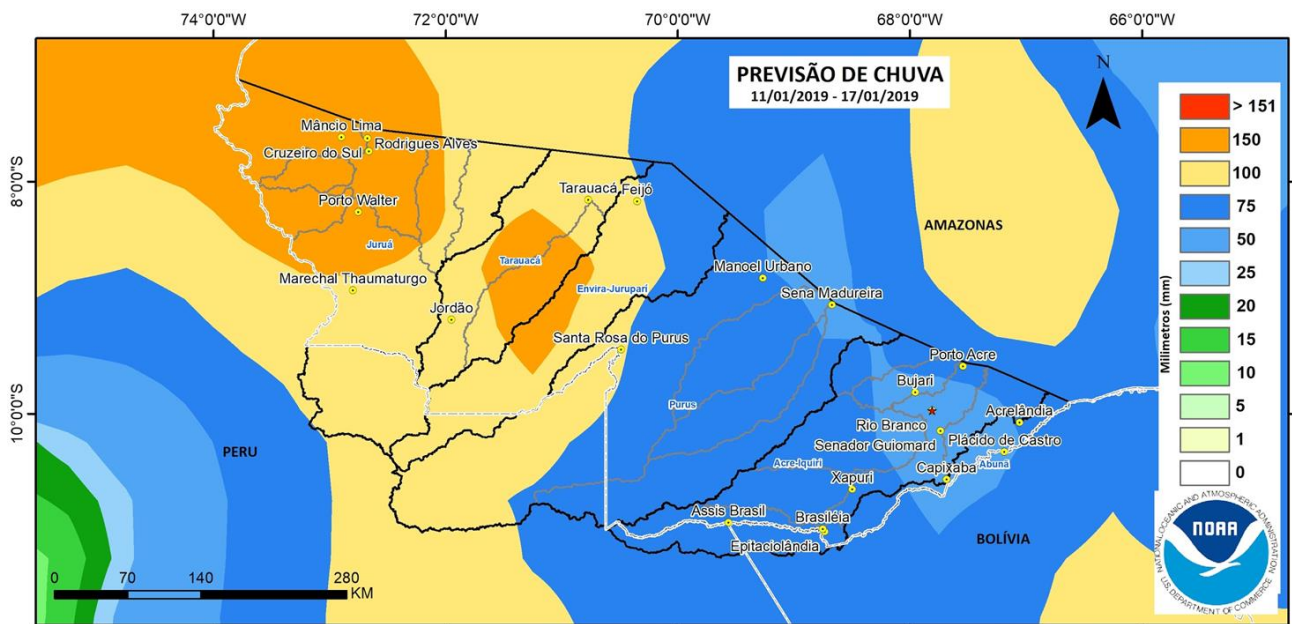 74°0'0"W
72°0'0"W
70°0'0"W
68°0'0"W
66°0'0"W
PREVISÃO DE CHUVA
11/01/2019 - 17/01/2019
N
Milímetros (mm)
> 151
150
100
75
50
25
20
15
10
5
1
0
8°0'0"S
10°0'0"S
Mâncio Lima
Rodrigues Alves
Cruzeiro do Sul
Porto Walter
Juruá
Marechal Thaumaturgo
Tarauacá
Feijó
Tarauacá
Envira-Jurupari
Jordão
Santa Rosa do Purus
AMAZONAS
Manoel Urbano
Sena Madureira
Purus
Porto Acre
Bujari
Acrelândia
Rio Branco
Senador Guiomard
Plácido de Castro
Abunã
Capixaba
Acre-Iquiri
Xapuri
Assis Brasil
Brasiléia
Epitaciolândia
PERU
BOLÍVIA
0 70 140 280
KM
NATIONAL OCEANIC AND ATMOSPHERIC ADMINISTRATION
NOAA
U.S. DEPARTMENT OF COMMERCE